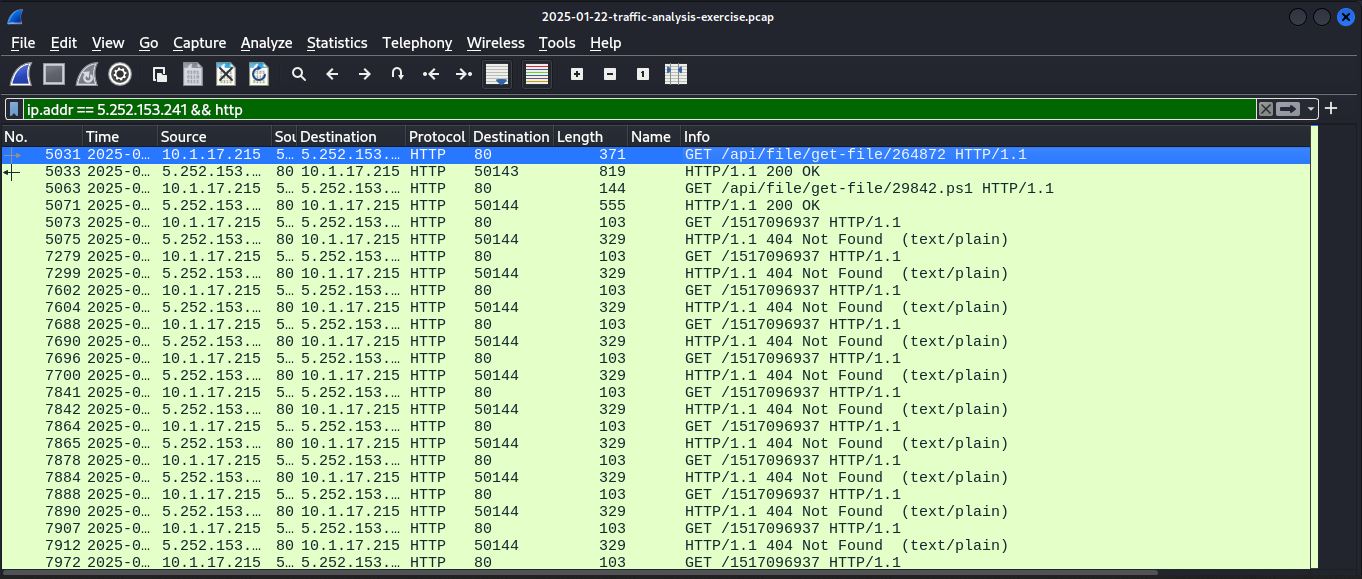 2025-01-22-traffic-analysis-exercise.pcap
File Edit View Go Capture Analyze Statistics Telephony Wireless Tools Help
ip.addr == 5.252.153.241 && http
No. Time Source Sou Destination Protocol Destination Length Name Info
5031 2025-0… 10.1.17.215 5… 5.252.153.… HTTP 80 371 GET /api/file/get-file/264872 HTTP/1.1
5033 2025-0… 5.252.153.… 80 10.1.17.215 HTTP 50143 819 HTTP/1.1 200 OK
5063 2025-0… 10.1.17.215 5… 5.252.153.… HTTP 80 144 GET /api/file/get-file/29842.ps1 HTTP/1.1
5071 2025-0… 5.252.153.… 80 10.1.17.215 HTTP 50144 555 HTTP/1.1 200 OK
5073 2025-0… 10.1.17.215 5… 5.252.153.… HTTP 80 103 GET /1517096937 HTTP/1.1
5075 2025-0… 5.252.153.… 80 10.1.17.215 HTTP 50144 329 HTTP/1.1 404 Not Found (text/plain)
7279 2025-0… 10.1.17.215 5… 5.252.153.… HTTP 80 103 GET /1517096937 HTTP/1.1
7299 2025-0… 5.252.153.… 80 10.1.17.215 HTTP 50144 329 HTTP/1.1 404 Not Found (text/plain)
7602 2025-0… 10.1.17.215 5… 5.252.153.… HTTP 80 103 GET /1517096937 HTTP/1.1
7604 2025-0… 5.252.153.… 80 10.1.17.215 HTTP 50144 329 HTTP/1.1 404 Not Found (text/plain)
7688 2025-0… 10.1.17.215 5… 5.252.153.… HTTP 80 103 GET /1517096937 HTTP/1.1
7690 2025-0… 5.252.153.… 80 10.1.17.215 HTTP 50144 329 HTTP/1.1 404 Not Found (text/plain)
7696 2025-0… 10.1.17.215 5… 5.252.153.… HTTP 80 103 GET /1517096937 HTTP/1.1
7700 2025-0… 5.252.153.… 80 10.1.17.215 HTTP 50144 329 HTTP/1.1 404 Not Found (text/plain)
7841 2025-0… 10.1.17.215 5… 5.252.153.… HTTP 80 103 GET /1517096937 HTTP/1.1
7842 2025-0… 5.252.153.… 80 10.1.17.215 HTTP 50144 329 HTTP/1.1 404 Not Found (text/plain)
7864 2025-0… 10.1.17.215 5… 5.252.153.… HTTP 80 103 GET /1517096937 HTTP/1.1
7865 2025-0… 5.252.153.… 80 10.1.17.215 HTTP 50144 329 HTTP/1.1 404 Not Found (text/plain)
7878 2025-0… 10.1.17.215 5… 5.252.153.… HTTP 80 103 GET /1517096937 HTTP/1.1
7884 2025-0… 5.252.153.… 80 10.1.17.215 HTTP 50144 329 HTTP/1.1 404 Not Found (text/plain)
7888 2025-0… 10.1.17.215 5… 5.252.153.… HTTP 80 103 GET /1517096937 HTTP/1.1
7890 2025-0… 5.252.153.… 80 10.1.17.215 HTTP 50144 329 HTTP/1.1 404 Not Found (text/plain)
7907 2025-0… 10.1.17.215 5… 5.252.153.… HTTP 80 103 GET /1517096937 HTTP/1.1
7912 2025-0… 5.252.153.… 80 10.1.17.215 HTTP 50144 329 HTTP/1.1 404 Not Found (text/plain)
7972 2025-0… 10.1.17.215 5… 5.252.153.… HTTP 80 103 GET /1517096937 HTTP/1.1